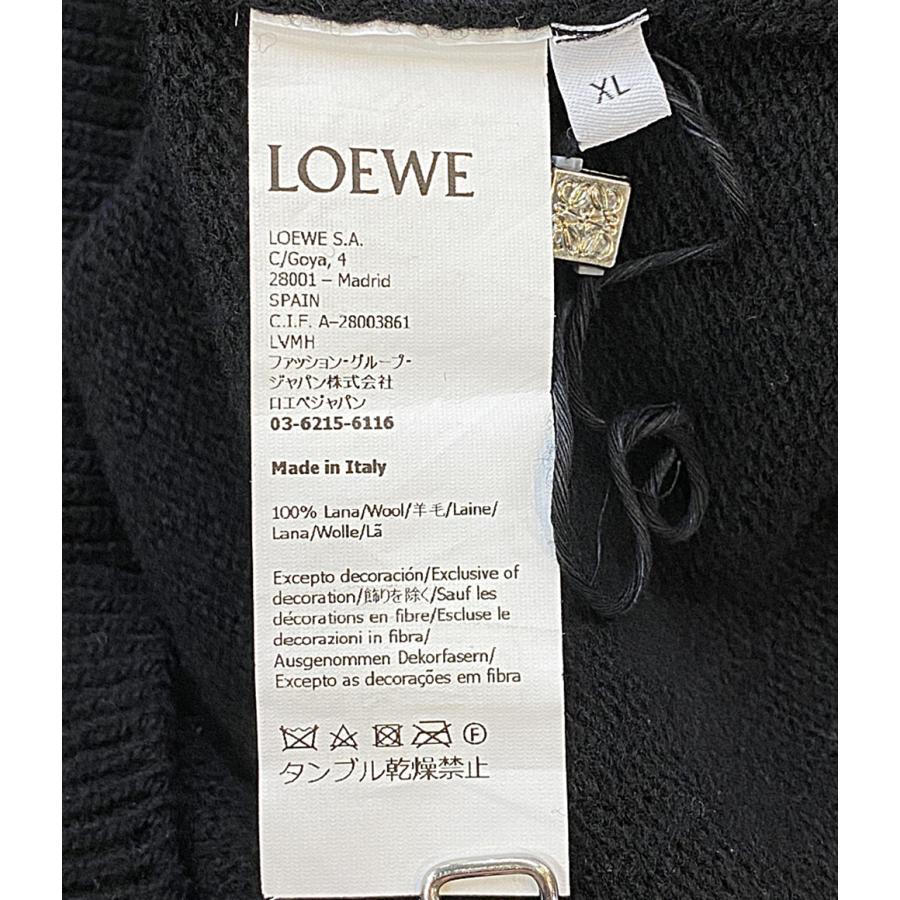 XL
LOEWE
LOEWE S.A.
C/Goya, 4
28001 – Madrid
SPAIN
C.I.F. A–28003861
LVMH
ファッション-グループ-
ジャパン株式会社
ロエベジャパン
03-6215-6116
Made in Italy
100% Lana/Wool/羊毛/Laine/
Lana/Wolle/Lã
Excepto decoración/Exclusive of
decoration/飾りを除く/Sauf les
décorations en fibre/Escluse le
decorazioni in fibra/
Ausgenommen Dekorfasern/
Excepto as decorações em fibra
F
タンブル乾燥禁止